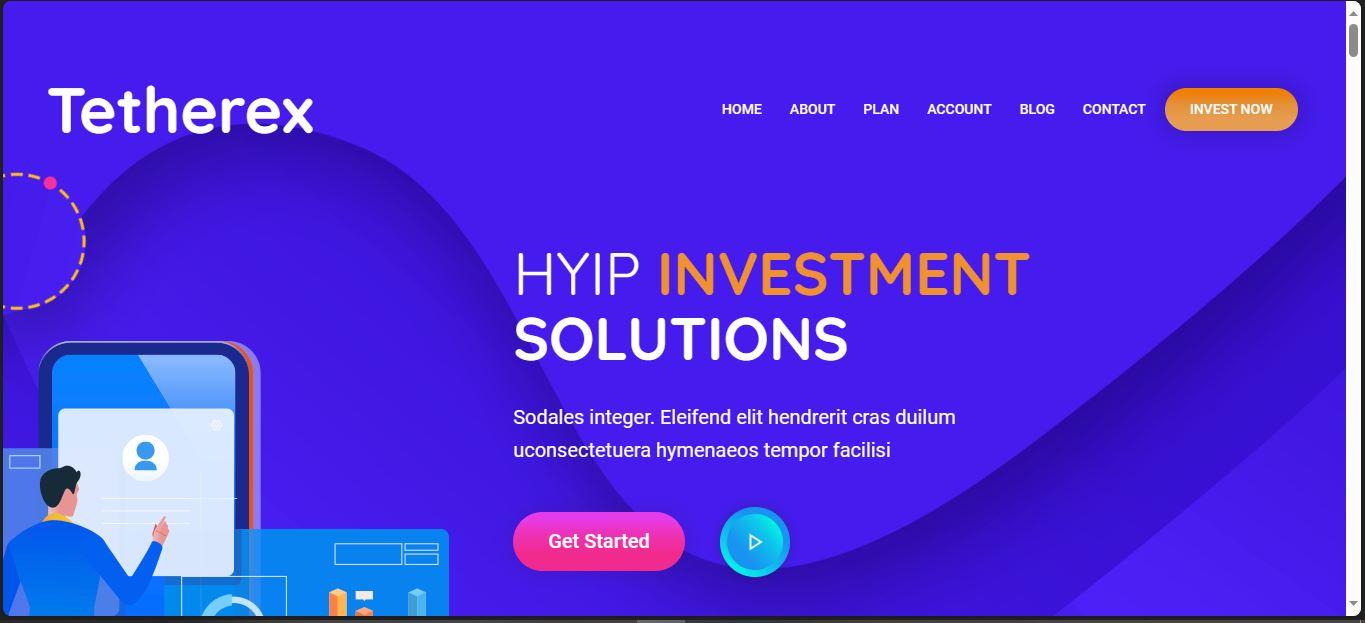 Tetherex
HOME ABOUT PLAN ACCOUNT BLOG CONTACT INVEST NOW
HYIP INVESTMENT
SOLUTIONS
Sodales integer. Eleifend elit hendrerit cras duilum
uconsectetuera hymenaeos tempor facilisi
Get Started